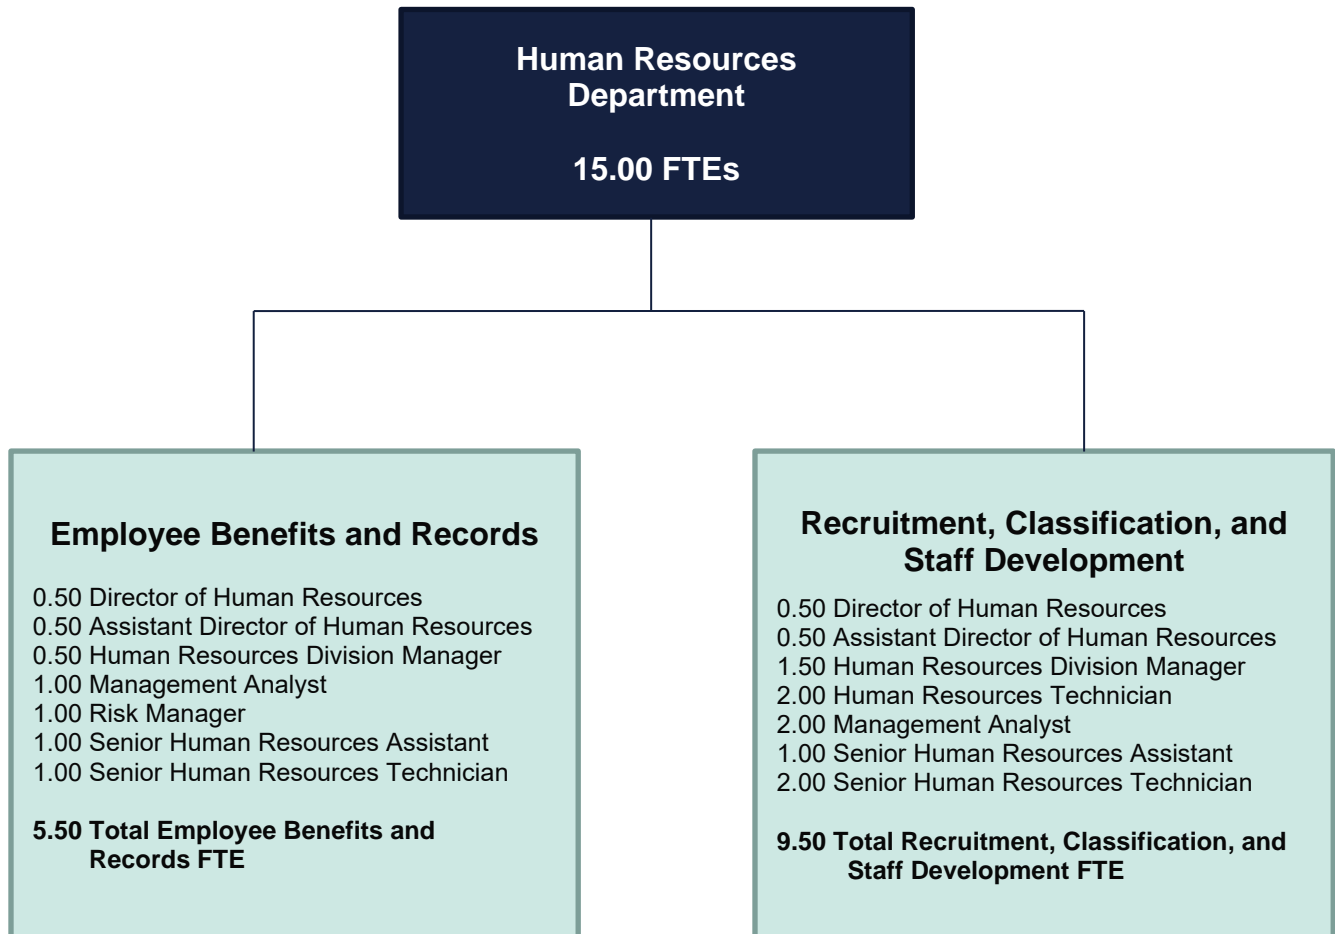 Human Resources
Department
15.00 FTEs
Employee Benefits and Records
0.50 Director of Human Resources
0.50 Assistant Director of Human Resources
0.50 Human Resources Division Manager
1.00 Management Analyst
1.00 Risk Manager
1.00 Senior Human Resources Assistant
1.00 Senior Human Resources Technician
5.50 Total Employee Benefits and
Records FTE
Recruitment, Classification, and
Staff Development
0.50 Director of Human Resources
0.50 Assistant Director of Human Resources
1.50 Human Resources Division Manager
2.00 Human Resources Technician
2.00 Management Analyst
1.00 Senior Human Resources Assistant
2.00 Senior Human Resources Technician
9.50 Total Recruitment, Classification, and
Staff Development FTE